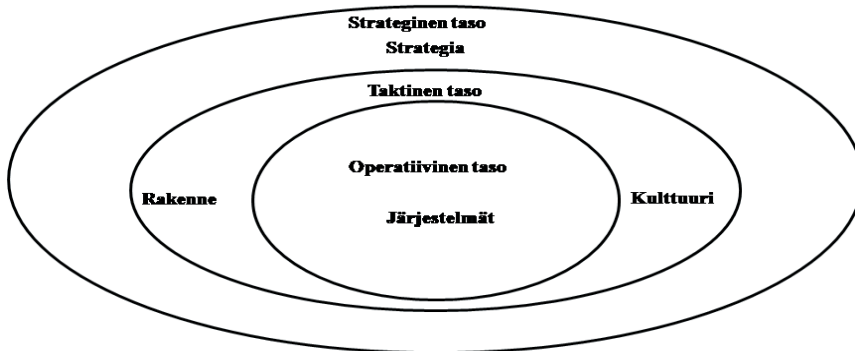 Strateginen taso
Strategia
Taktinen taso
Operatiivinen taso
Rakenne
Kulttuuri
Järjestelmät